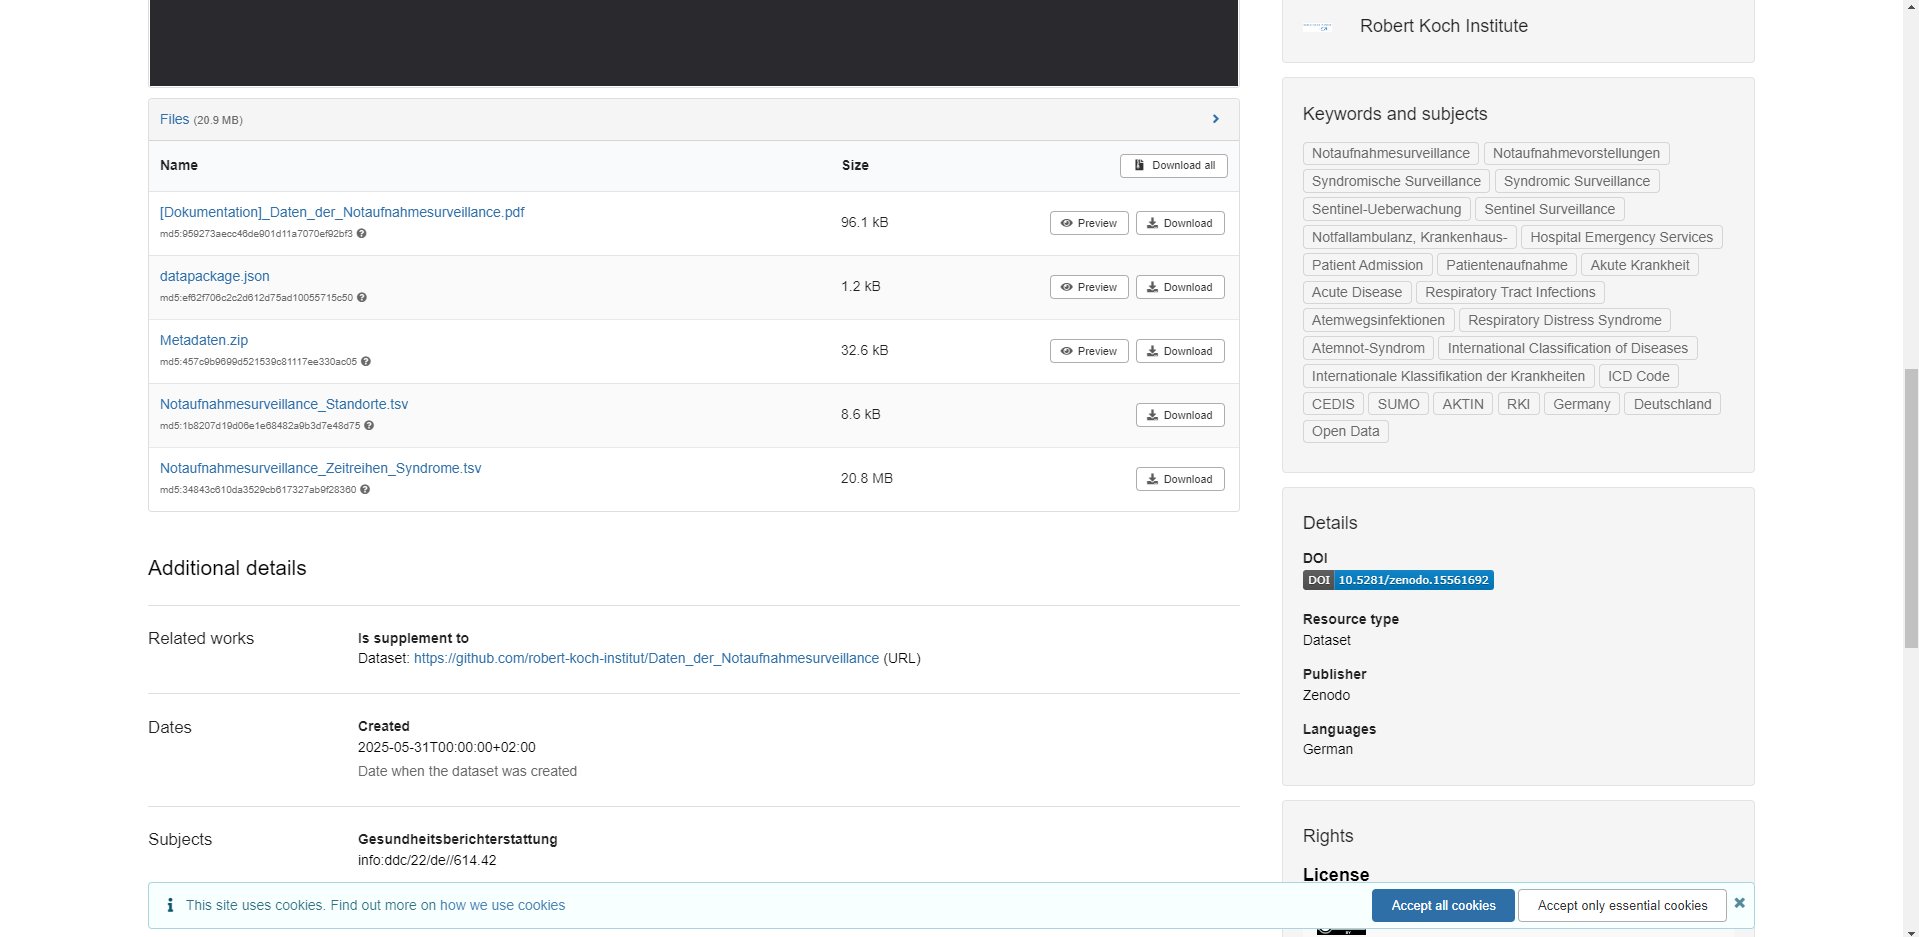 Files (20.9 MB)
Name Size Download all
[Dokumentation]_Daten_der_Notaufnahmesurveillance.pdf
md5:959273aecc46de901d11a7070ef92bf3
96.1 kB Preview Download
datapackage.json
md5:ef62f706c2c2d612d75ad10055715c50
1.2 kB Preview Download
Metadaten.zip
md5:457c9b9699d521539c81117ee330ac05
32.6 kB Preview Download
Notaufnahmesurveillance_Standorte.tsv
md5:1b8207d19d06e1e68482a9b3d7e48d75
8.6 kB Download
Notaufnahmesurveillance_Zeitreihen_Syndrome.tsv
md5:34843c610da3529cb617327ab9f28360
20.8 MB Download
Additional details
Related works
Is supplement to
Dataset: https://github.com/robert-koch-institut/Daten_der_Notaufnahmesurveillance (URL)
Dates
Created
2025-05-31T00:00:00+02:00
Date when the dataset was created
Subjects
Gesundheitsberichterstattung
info:ddc/22/de//614.42
Robert Koch Institute
Keywords and subjects
Notaufnahmesurveillance Notaufnahmevorstellungen
Syndromische Surveillance Syndromic Surveillance
Sentinel-Ueberwachung Sentinel Surveillance
Notfallambulanz, Krankenhaus- Hospital Emergency Services
Patient Admission Patientenaufnahme Akute Krankheit
Acute Disease Respiratory Tract Infections
Atemwegsinfektionen Respiratory Distress Syndrome
Atemnot-Syndrom International Classification of Diseases
Internationale Klassifikation der Krankheiten ICD Code
CEDIS SUMO AKTIN RKI Germany Deutschland
Open Data
Details
DOI
DOI 10.5281/zenodo.15561692
Resource type
Dataset
Publisher
Zenodo
Languages
German
Rights
License
This site uses cookies. Find out more on how we use cookies
Accept all cookies Accept only essential cookies